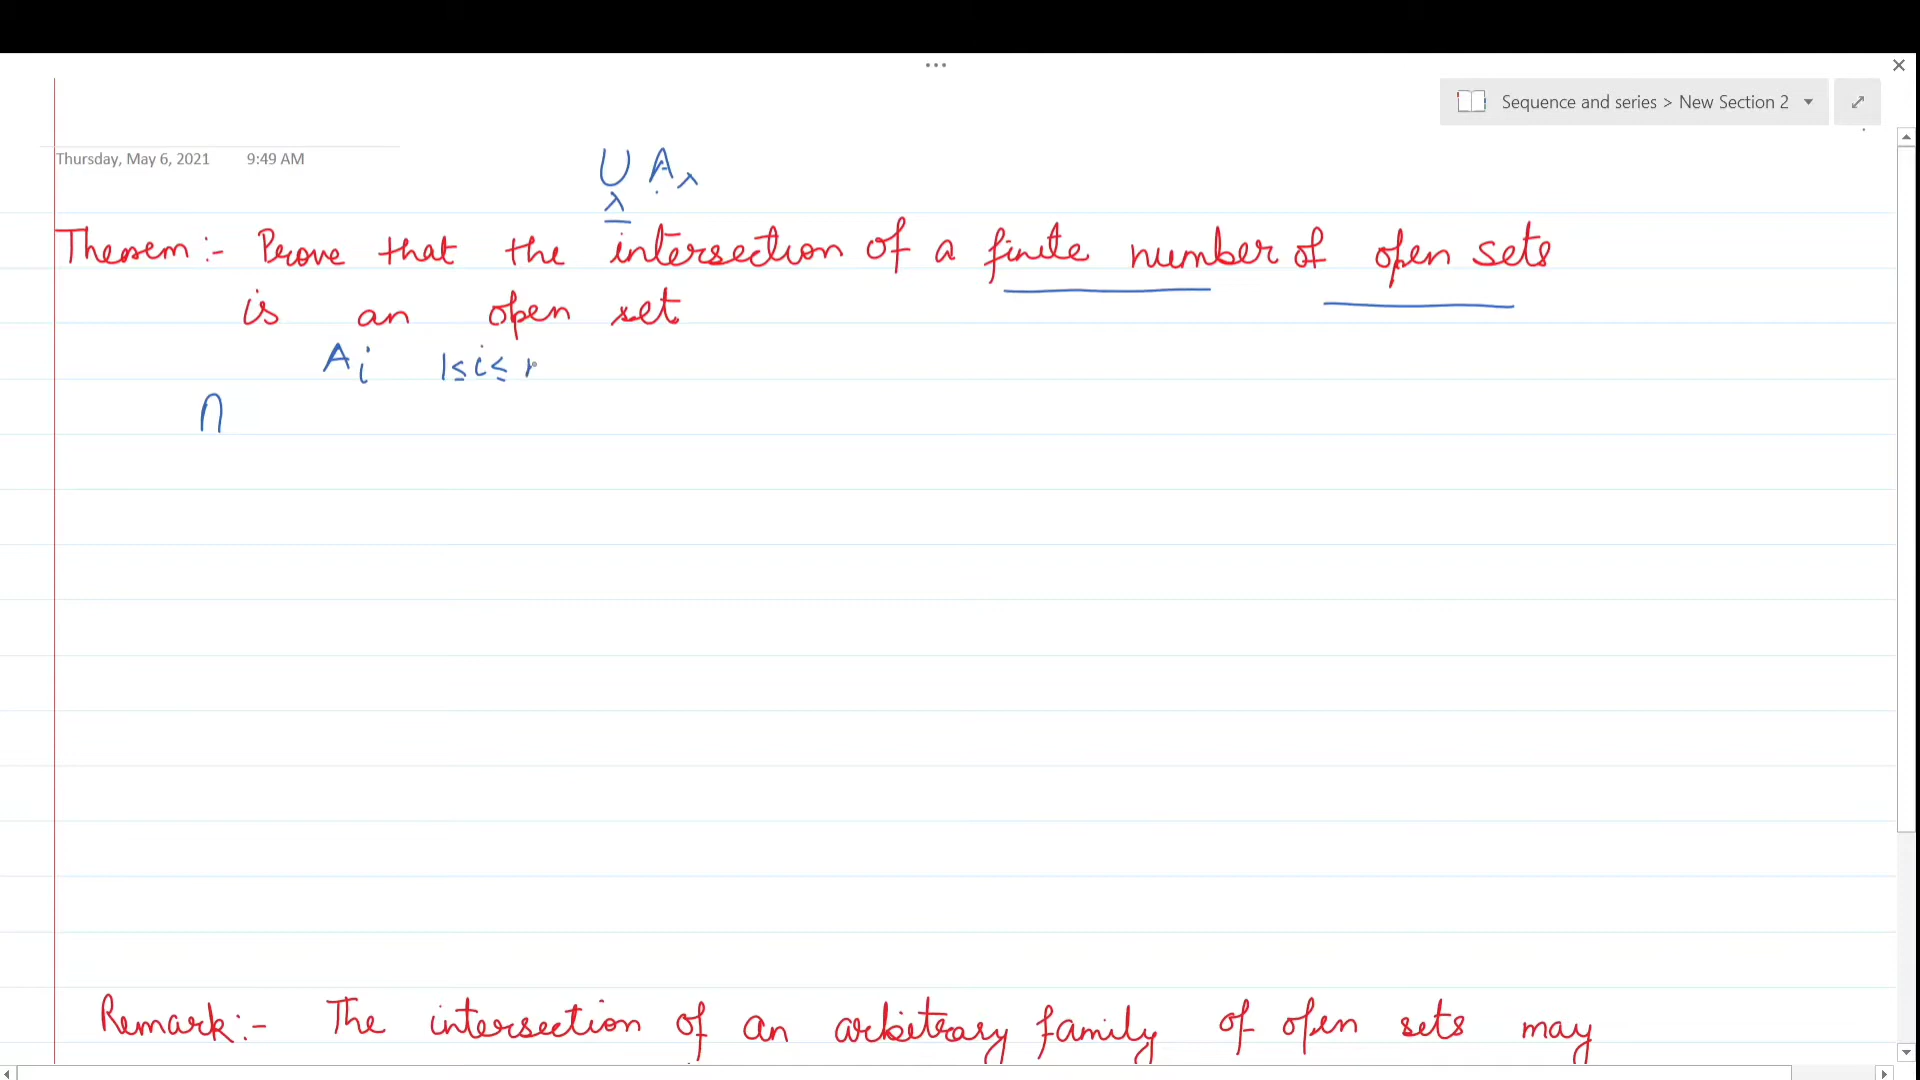 Sequence and series > New Section 2
Thursday, May 6, 2021 9:49 AM
∪ A_λ
λ
Theorem :- Prove that the intersection of a finite number of open sets
is an open set
A_i 1≤i≤
∩
Remark:- The intersection of an arbitrary family of open sets may